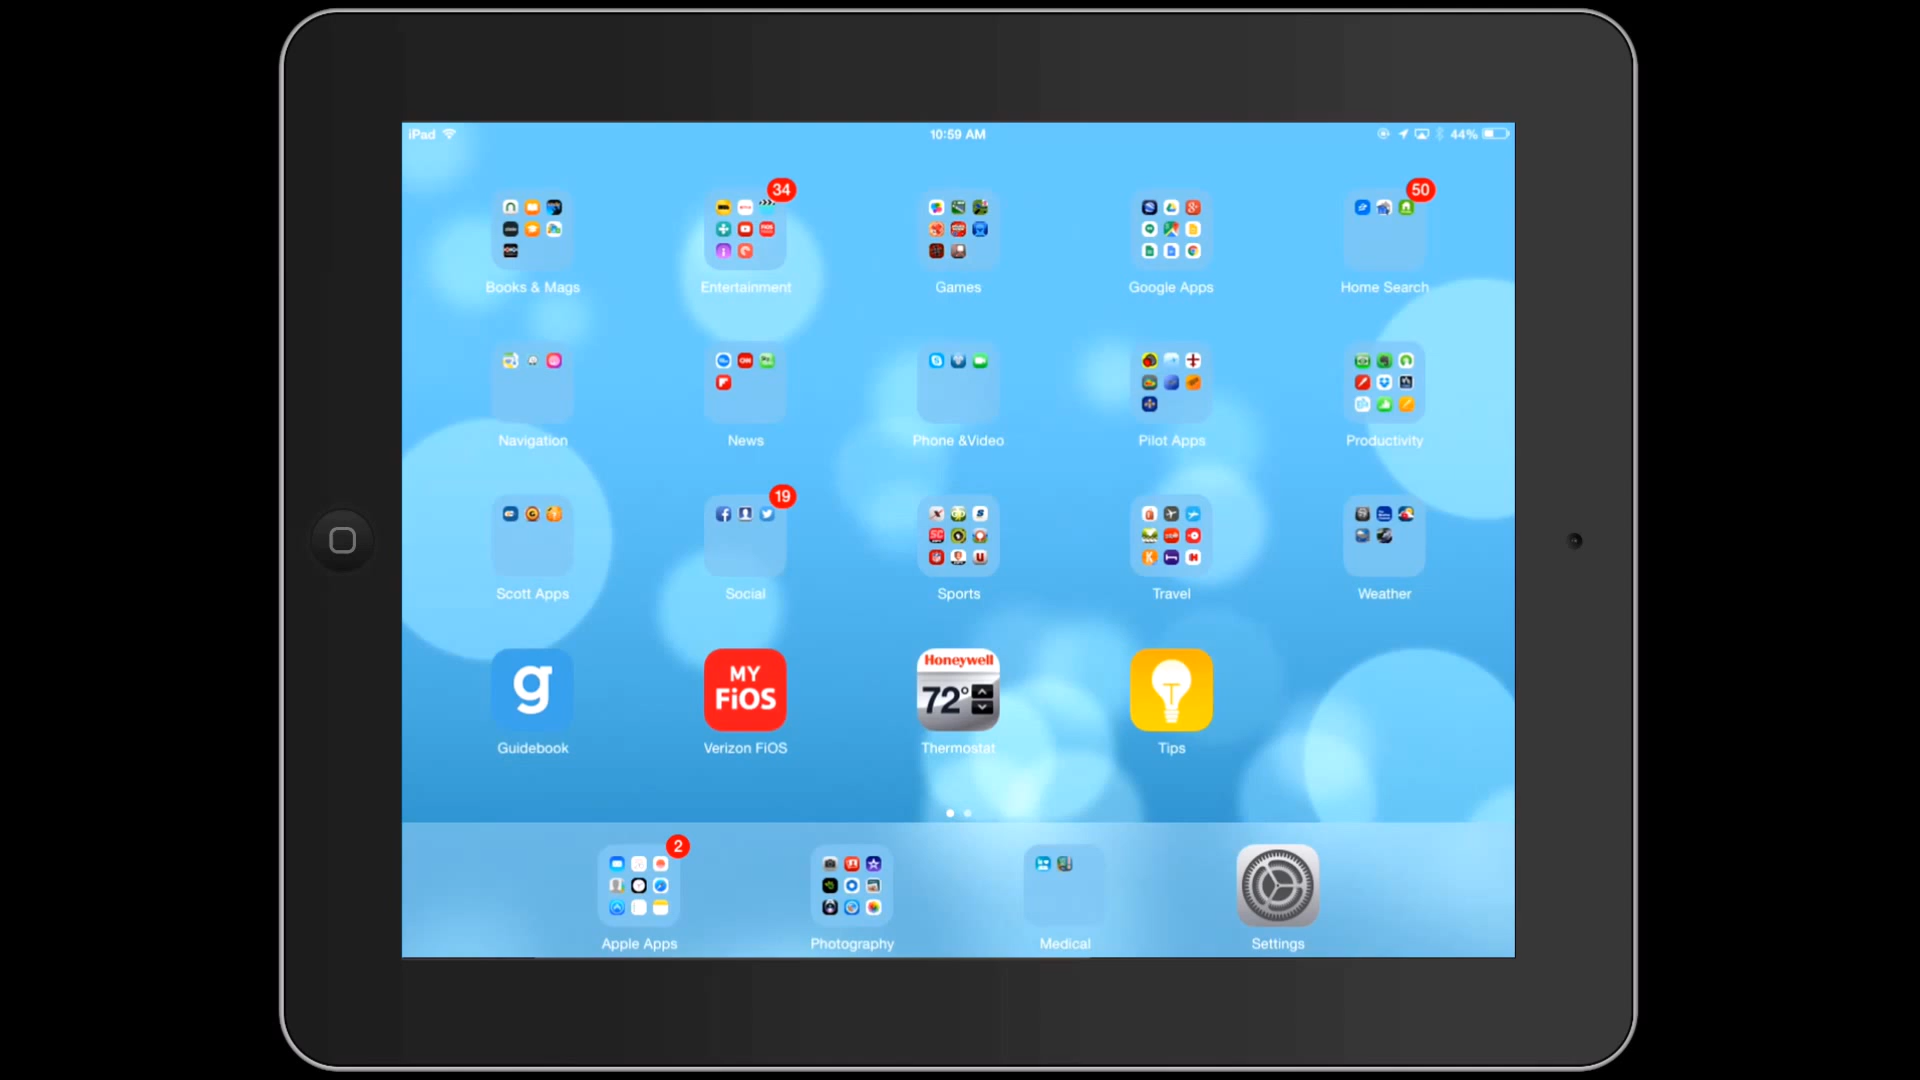 iPad
10:59 AM
44%
34
50
Books & Mags
Entertainment
Games
Google Apps
Home Search
Navigation
News
Phone &Video
Pilot Apps
Productivity
19
Scott Apps
Social
Sports
Travel
Weather
g
MY
FiOS
Honeywell
72°
Guidebook
Verizon FiOS
Thermostat
Tips
2
Apple Apps
Photography
Medical
Settings